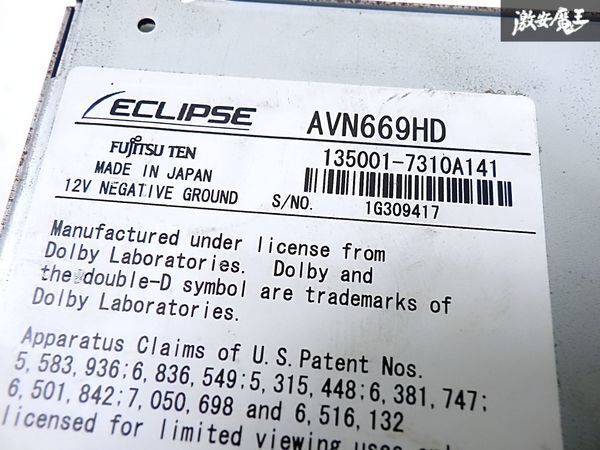 激安魔王
ECLIPSE AVN669HD
FUJITSU TEN 135001-7310A141
MADE IN JAPAN
12V NEGATIVE GROUND S/NO. 1G309417
Manufactured under license from
Dolby Laboratories. Dolby and
the double-D symbol are trademarks of
Dolby Laboratories.
Apparatus Claims of U.S. Patent Nos.
5,583,936;6,836,549;5,315,448;6,381,747;
6,501,842;7,050,698 and 6,516,132
licensed for limited viewing uses